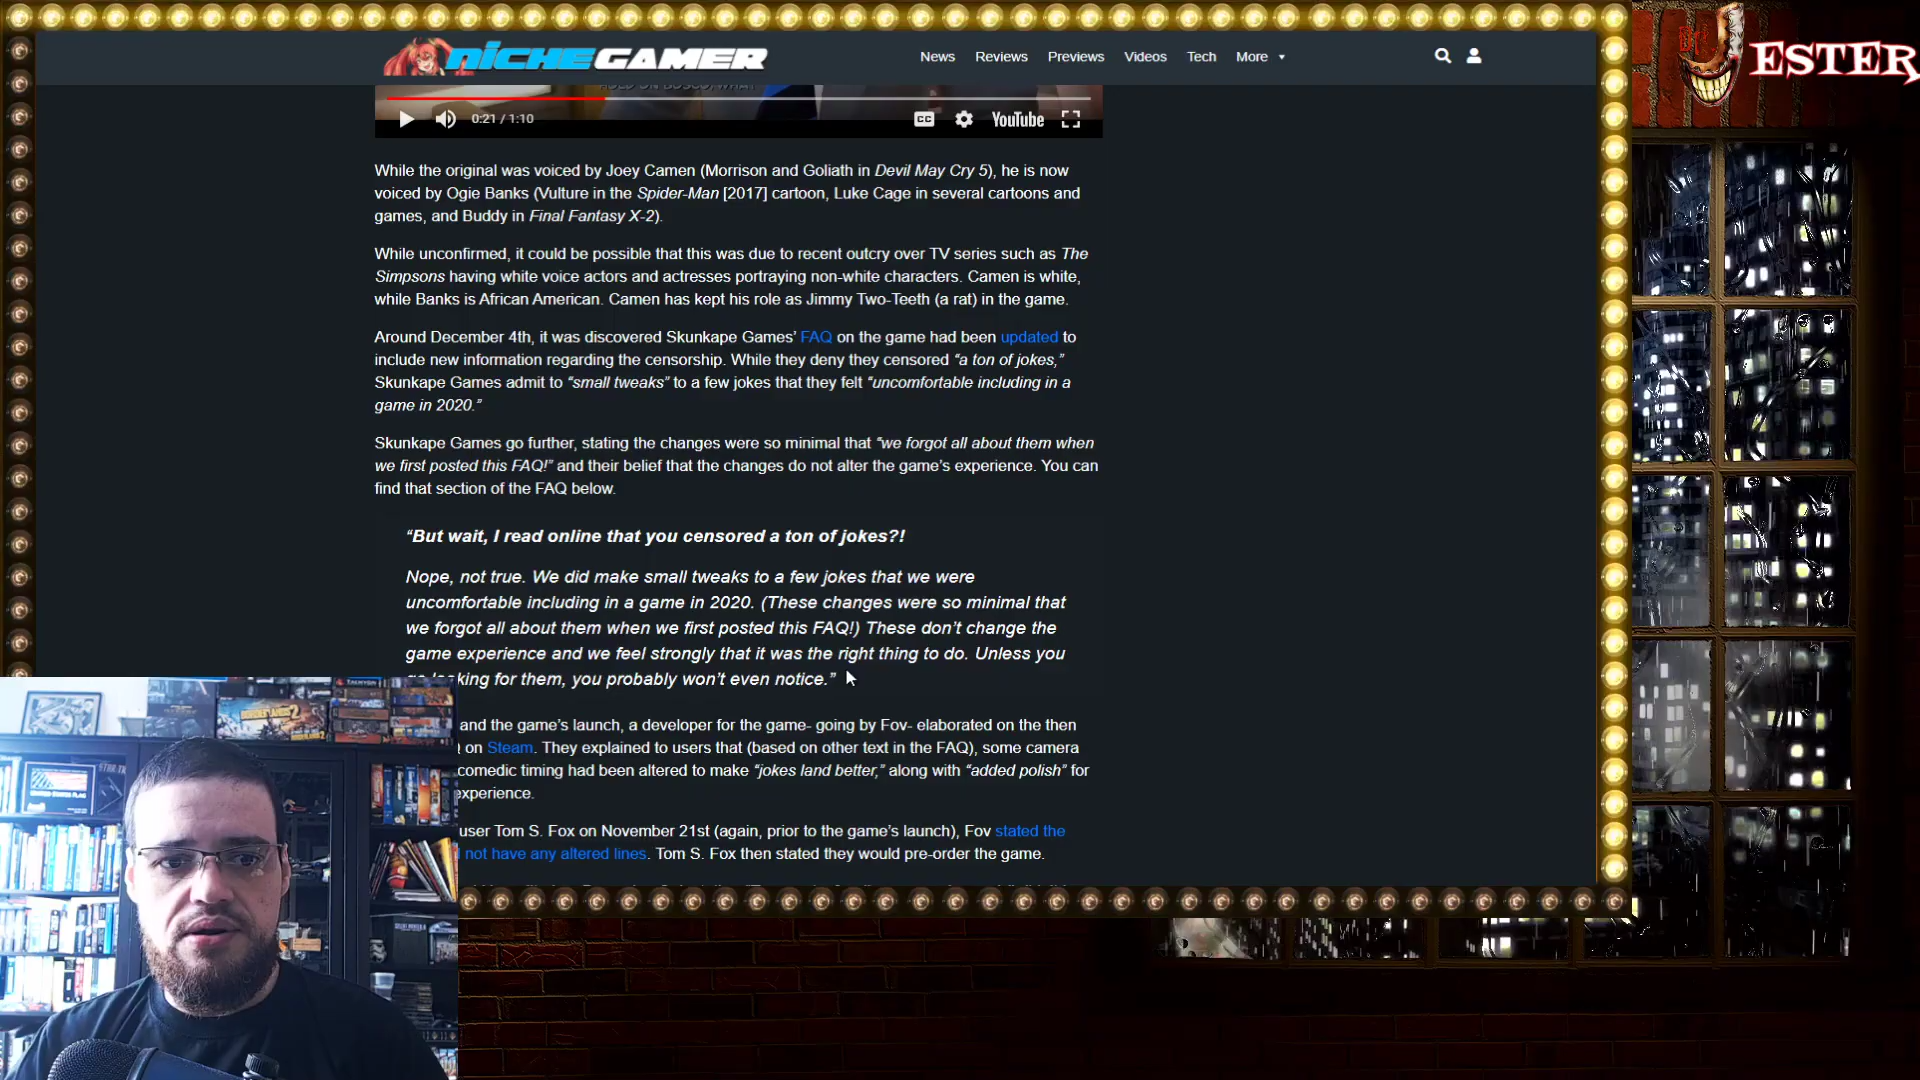 NICHEGAMER
News Reviews Previews Videos Tech More
ESTER
0:21 / 1:10
CC
YouTube
While the original was voiced by Joey Camen (Morrison and Goliath in Devil May Cry 5), he is now
voiced by Ogie Banks (Vulture in the Spider-Man [2017] cartoon, Luke Cage in several cartoons and
games, and Buddy in Final Fantasy X-2).
While unconfirmed, it could be possible that this was due to recent outcry over TV series such as The
Simpsons having white voice actors and actresses portraying non-white characters. Camen is white,
while Banks is African American. Camen has kept his role as Jimmy Two-Teeth (a rat) in the game.
Around December 4th, it was discovered Skunkape Games’ FAQ on the game had been updated to
include new information regarding the censorship. While they deny they censored “a ton of jokes,”
Skunkape Games admit to “small tweaks” to a few jokes that they felt “uncomfortable including in a
game in 2020.”
Skunkape Games go further, stating the changes were so minimal that “we forgot all about them when
we first posted this FAQ!” and their belief that the changes do not alter the game’s experience. You can
find that section of the FAQ below.
“But wait, I read online that you censored a ton of jokes?!
Nope, not true. We did make small tweaks to a few jokes that we were
uncomfortable including in a game in 2020. (These changes were so minimal that
we forgot all about them when we first posted this FAQ!) These don’t change the
game experience and we feel strongly that it was the right thing to do. Unless you
king for them, you probably won’t even notice.”
and the game’s launch, a developer for the game- going by Fov- elaborated on the then
on Steam. They explained to users that (based on other text in the FAQ), some camera
comedic timing had been altered to make “jokes land better,” along with “added polish” for
experience.
user Tom S. Fox on November 21st (again, prior to the game’s launch), Fov stated the
not have any altered lines. Tom S. Fox then stated they would pre-order the game.
BORDERLANDS 2